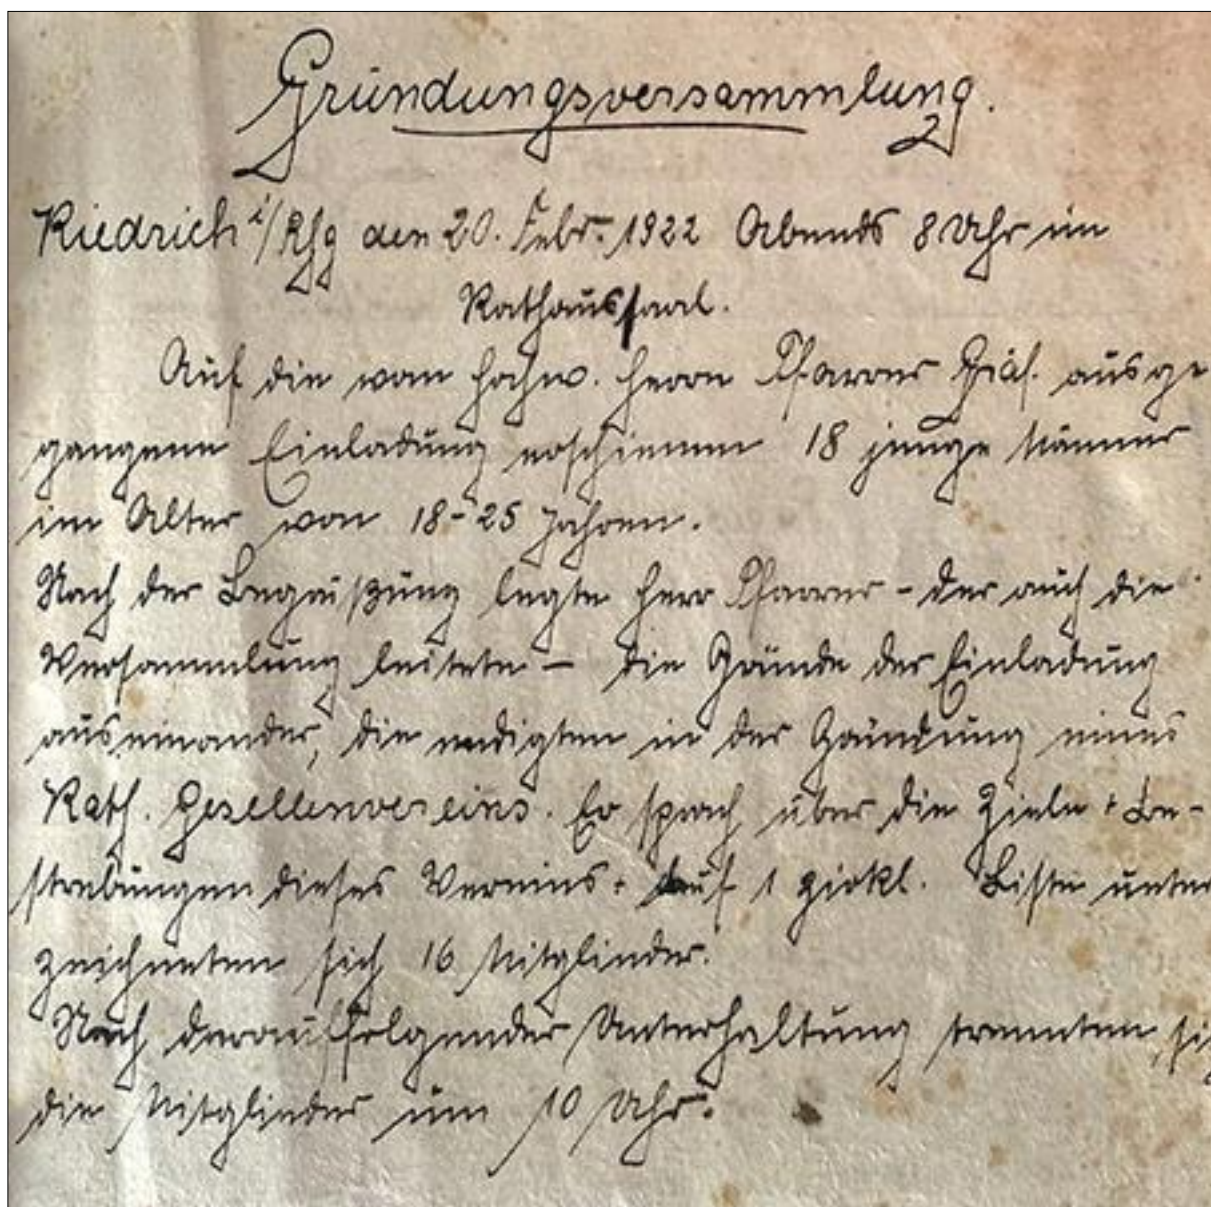 Gründungsversammlung.
Kiedrich i/Rhg den 20. Febr. 1922 Abends 8 Uhr im
Rathaussaal.
Auf die vom hochw. Herrn Pfarrer Gräf. ausge
gangene Einladung erschienen 18 junge Männer
im Alter von 18-25 Jahren.
Nach der Begrüßung legte Herr Pfarrer - der auch die
Versammlung leitete - die Gründe der Einladung
auseinander, die endigten in der Gründung eines
Kath. Gesellenvereins. Er sprach über die Ziele + Be-
strebungen dieses Vereins. Auf 1 zirkl. Liste unter
zeichneten sich 16 Mitglieder.
Nach darauffolgender Unterhaltung trennten sich
die Mitglieder um 10 Uhr.